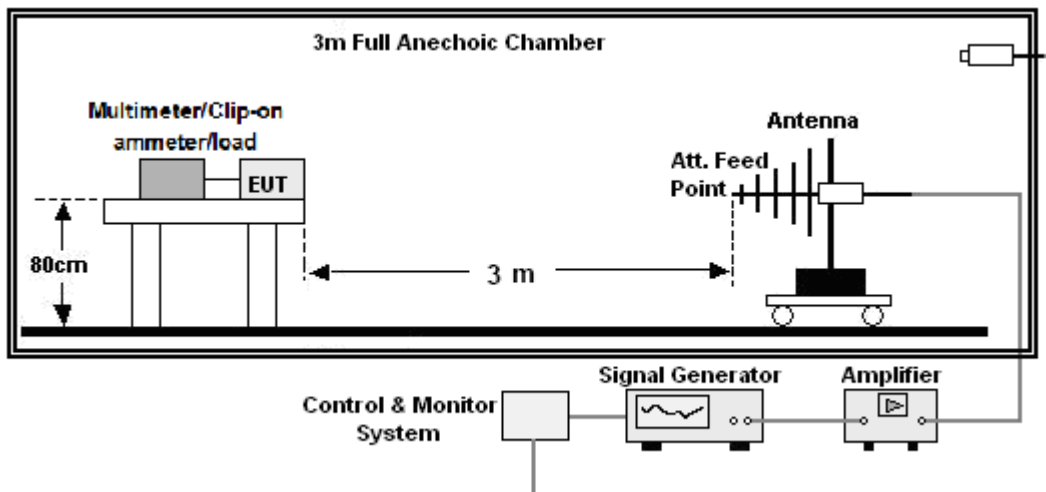 3m Full Anechoic Chamber
Multimeter/Clip-on
ammeter/load
EUT
Antenna
Att. Feed
Point
80cm
3 m
Signal Generator
Amplifier
Control & Monitor
System